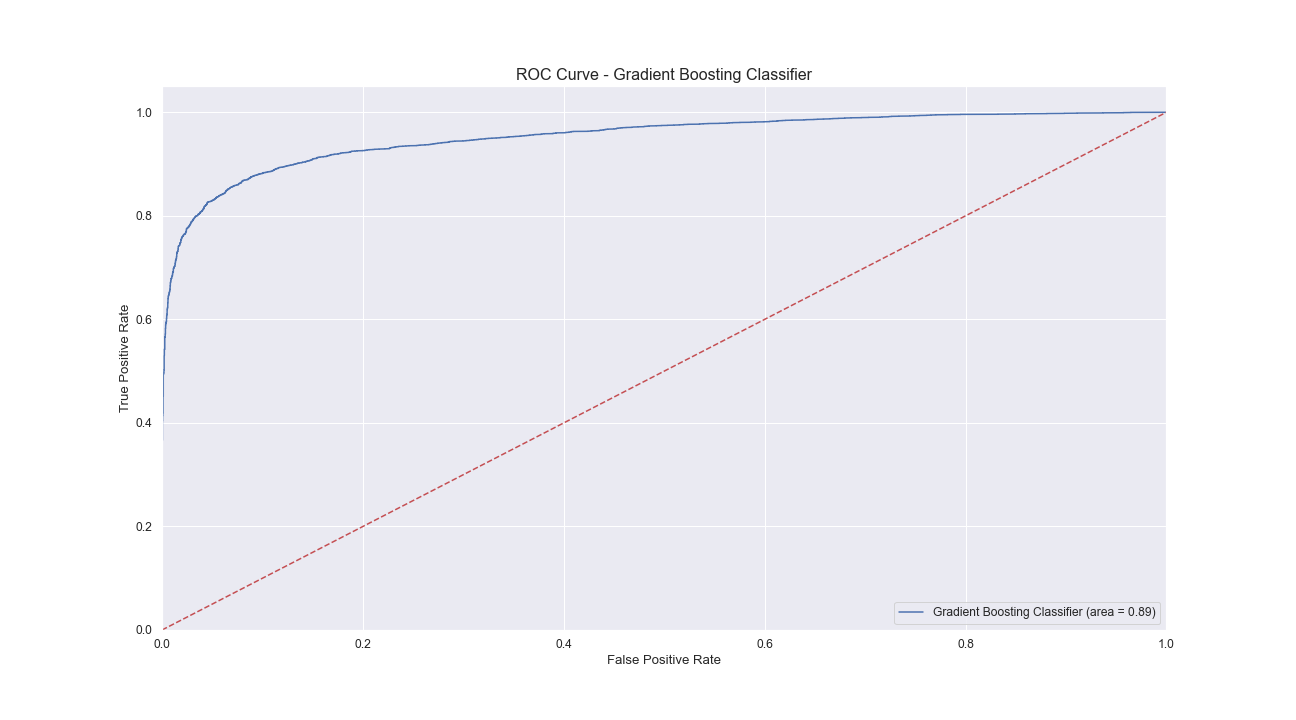 ROC Curve - Gradient Boosting Classifier
1.0
0.8
0.6
0.4
0.2
0.0
True Positive Rate
0.0 0.2 0.4 0.6 0.8 1.0
False Positive Rate
Gradient Boosting Classifier (area = 0.89)